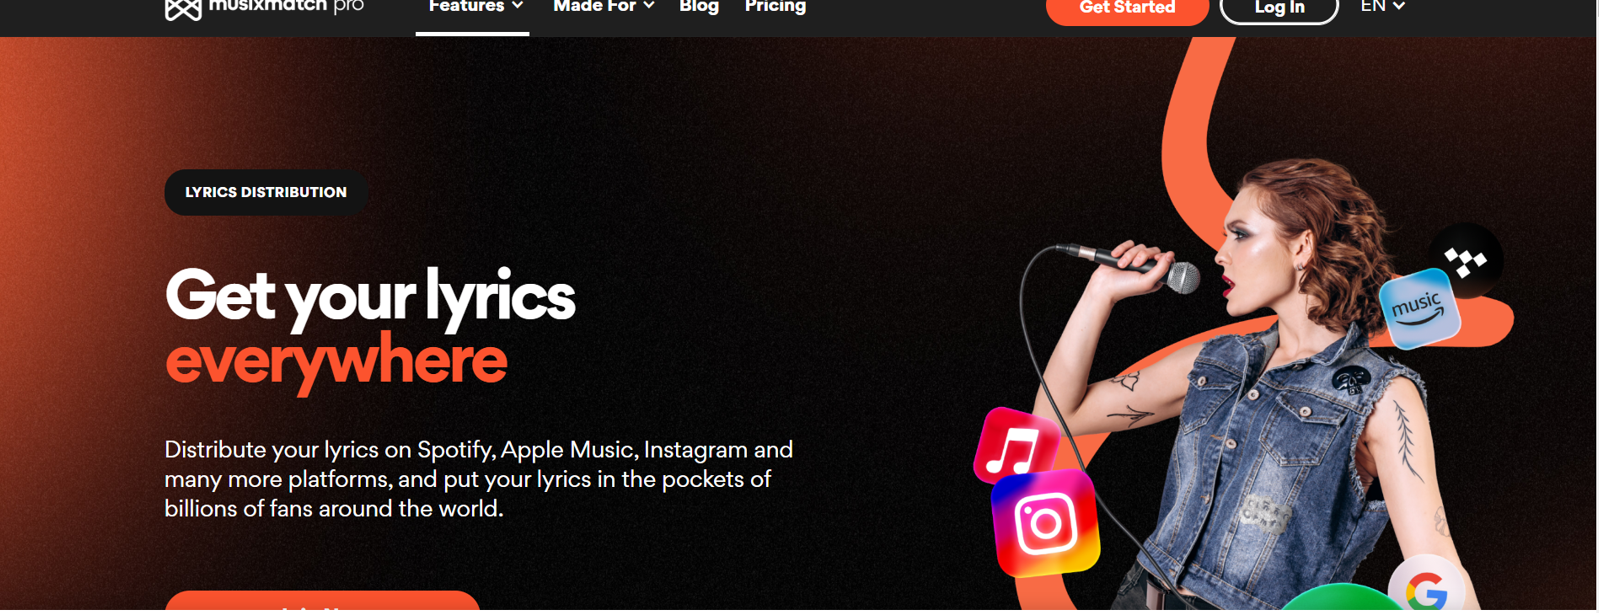 musixmatch pro
Features
Made For
Blog
Pricing
Get Started
Log In
EN
LYRICS DISTRIBUTION
Get your lyrics
everywhere
Distribute your lyrics on Spotify, Apple Music, Instagram and
many more platforms, and put your lyrics in the pockets of
billions of fans around the world.
music